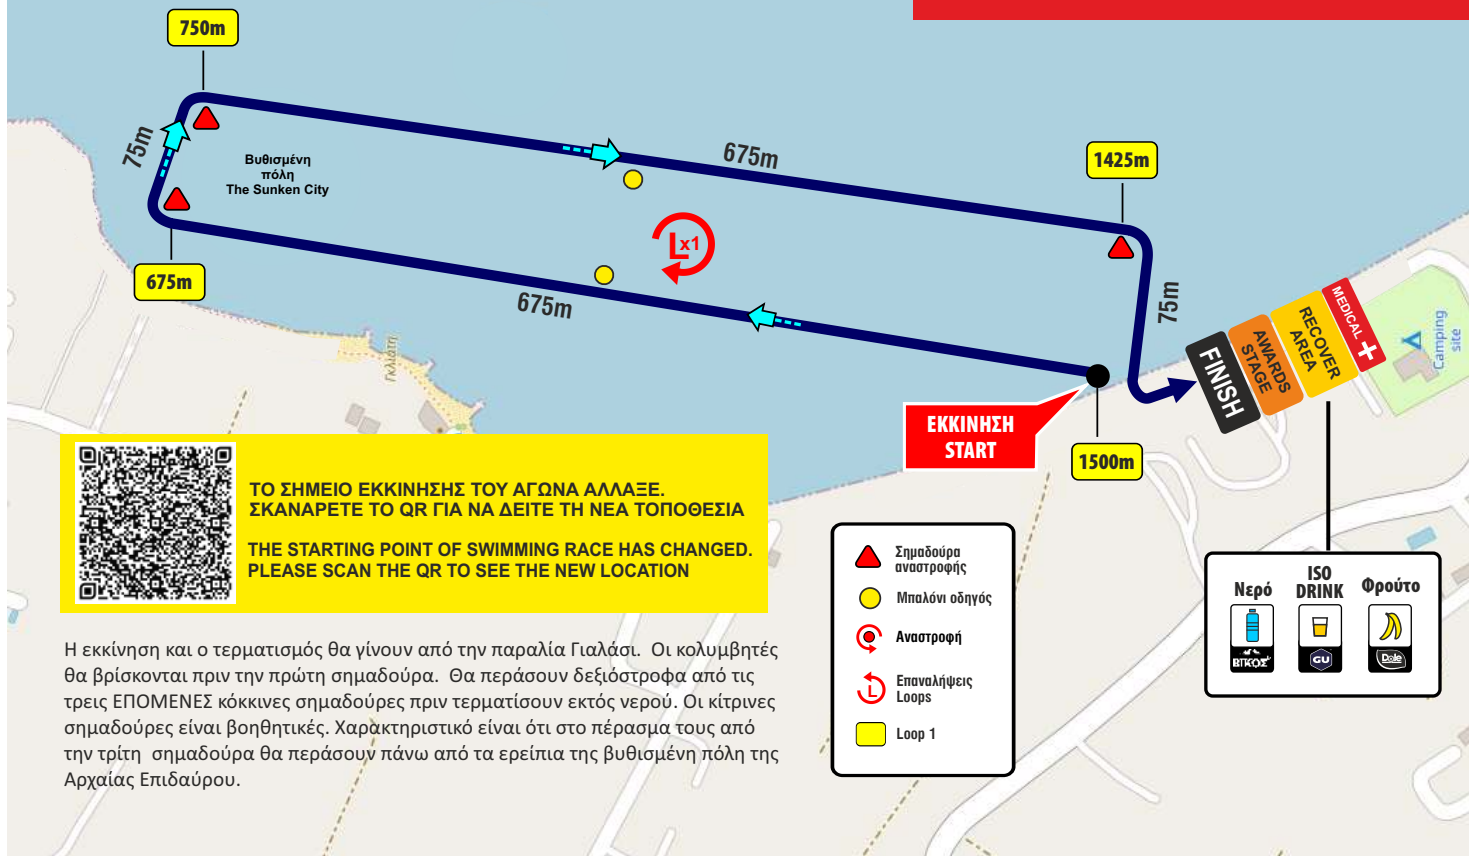 750m
75m
Βυθισμένη
πόλη
The Sunken City
675m
1425m
Lx1
675m
675m
75m
Γκλιάτη
MEDICAL
RECOVER
AREA
AWARDS
STAGE
FINISH
Camping
site
ΕΚΚΙΝΗΣΗ
START
1500m
ΤΟ ΣΗΜΕΙΟ ΕΚΚΙΝΗΣΗΣ ΤΟΥ ΑΓΩΝΑ ΑΛΛΑΞΕ.
ΣΚΑΝΑΡΕΤΕ ΤΟ QR ΓΙΑ ΝΑ ΔΕΙΤΕ ΤΗ ΝΕΑ ΤΟΠΟΘΕΣΙΑ
THE STARTING POINT OF SWIMMING RACE HAS CHANGED.
PLEASE SCAN THE QR TO SEE THE NEW LOCATION
Η εκκίνηση και ο τερματισμός θα γίνουν από την παραλία Γιαλάσι. Οι κολυμβητές
θα βρίσκονται πριν την πρώτη σημαδούρα. Θα περάσουν δεξιόστροφα από τις
τρεις ΕΠΟΜΕΝΕΣ κόκκινες σημαδούρες πριν τερματίσουν εκτός νερού. Οι κίτρινες
σημαδούρες είναι βοηθητικές. Χαρακτηριστικό είναι ότι στο πέρασμα τους από
την τρίτη σημαδούρα θα περάσουν πάνω από τα ερείπια της βυθισμένη πόλη της
Αρχαίας Επιδαύρου.
Σημαδούρα
αναστροφής
Μπαλόνι οδηγός
Αναστροφή
L
Επαναλήψεις
Loops
Loop 1
Νερό
ISO
DRINK
Φρούτο
ΒΙΚΟΣ
GU
Dole